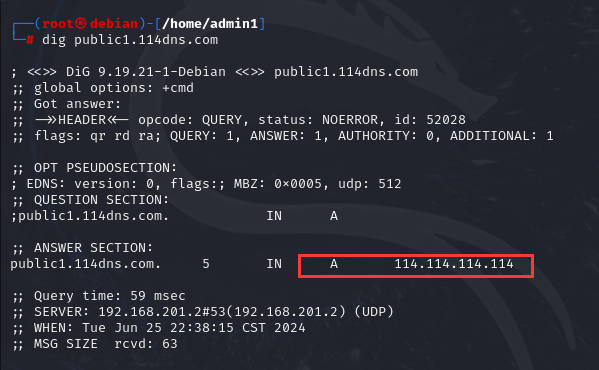 ┌──(root㉿debian)-[/home/admin1]
└─# dig public1.114dns.com

; <<>> DiG 9.19.21-1-Debian <<>> public1.114dns.com
;; global options: +cmd
;; Got answer:
;; ->>HEADER<<- opcode: QUERY, status: NOERROR, id: 52028
;; flags: qr rd ra; QUERY: 1, ANSWER: 1, AUTHORITY: 0, ADDITIONAL: 1

;; OPT PSEUDOSECTION:
; EDNS: version: 0, flags:; MBZ: 0x0005, udp: 512
;; QUESTION SECTION:
;public1.114dns.com. IN A

;; ANSWER SECTION:
public1.114dns.com. 5 IN A 114.114.114.114

;; Query time: 59 msec
;; SERVER: 192.168.201.2#53(192.168.201.2) (UDP)
;; WHEN: Tue Jun 25 22:38:15 CST 2024
;; MSG SIZE rcvd: 63